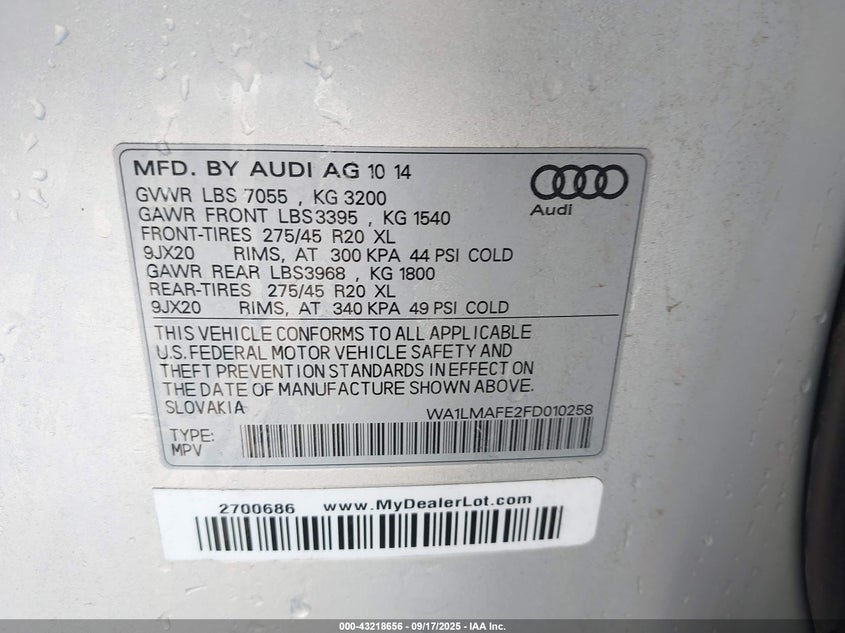 MFD. BY AUDI AG 10 14
Audi
GVWR LBS 7055 , KG 3200
GAWR FRONT LBS3395 , KG 1540
FRONT-TIRES 275/45 R20 XL
9JX20 RIMS, AT 300 KPA 44 PSI COLD
GAWR REAR LBS3968 , KG 1800
REAR-TIRES 275/45 R20 XL
9JX20 RIMS, AT 340 KPA 49 PSI COLD
THIS VEHICLE CONFORMS TO ALL APPLICABLE
U.S. FEDERAL MOTOR VEHICLE SAFETY AND
THEFT PREVENTION STANDARDS IN EFFECT ON
THE DATE OF MANUFACTURE SHOWN ABOVE.
SLOVAKIA WA1LMAFE2FD010258
TYPE:
MPV
2700686 www.MyDealerLot.com
000-43218656 - 09/17/2025 - IAA Inc.